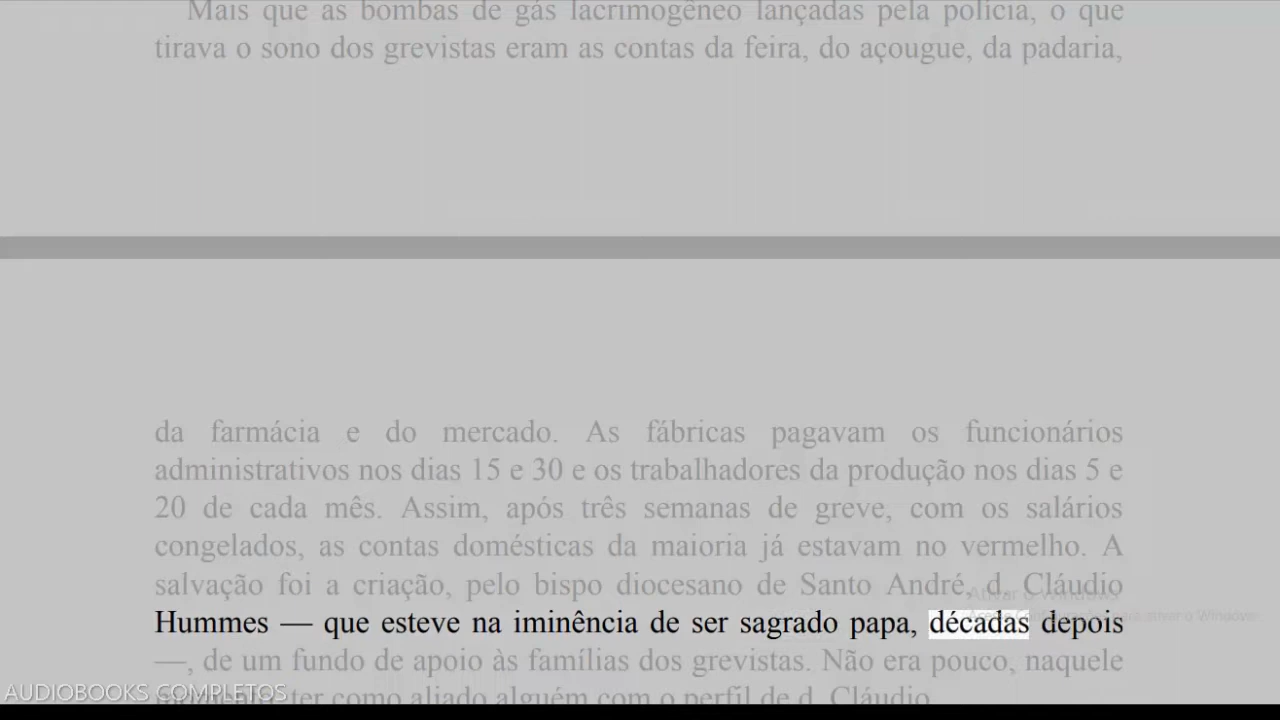 Mais que as bombas de gás lacrimogêneo lançadas pela polícia, o que
tirava o sono dos grevistas eram as contas da feira, do açougue, da padaria,
da farmácia e do mercado. As fábricas pagavam os funcionários
administrativos nos dias 15 e 30 e os trabalhadores da produção nos dias 5 e
20 de cada mês. Assim, após três semanas de greve, com os salários
congelados, as contas domésticas da maioria já estavam no vermelho. A
salvação foi a criação, pelo bispo diocesano de Santo André, d. Cláudio
Ativar o Windows
Hummes — que esteve na iminência de ser sagrado papa, décadas depois
ativar o Windows.
—, de um fundo de apoio às famílias dos grevistas. Não era pouco, naquele
AUDIOBOOKS COMPLETOS
ter como aliado alguém com o perfil de d. Cláudio